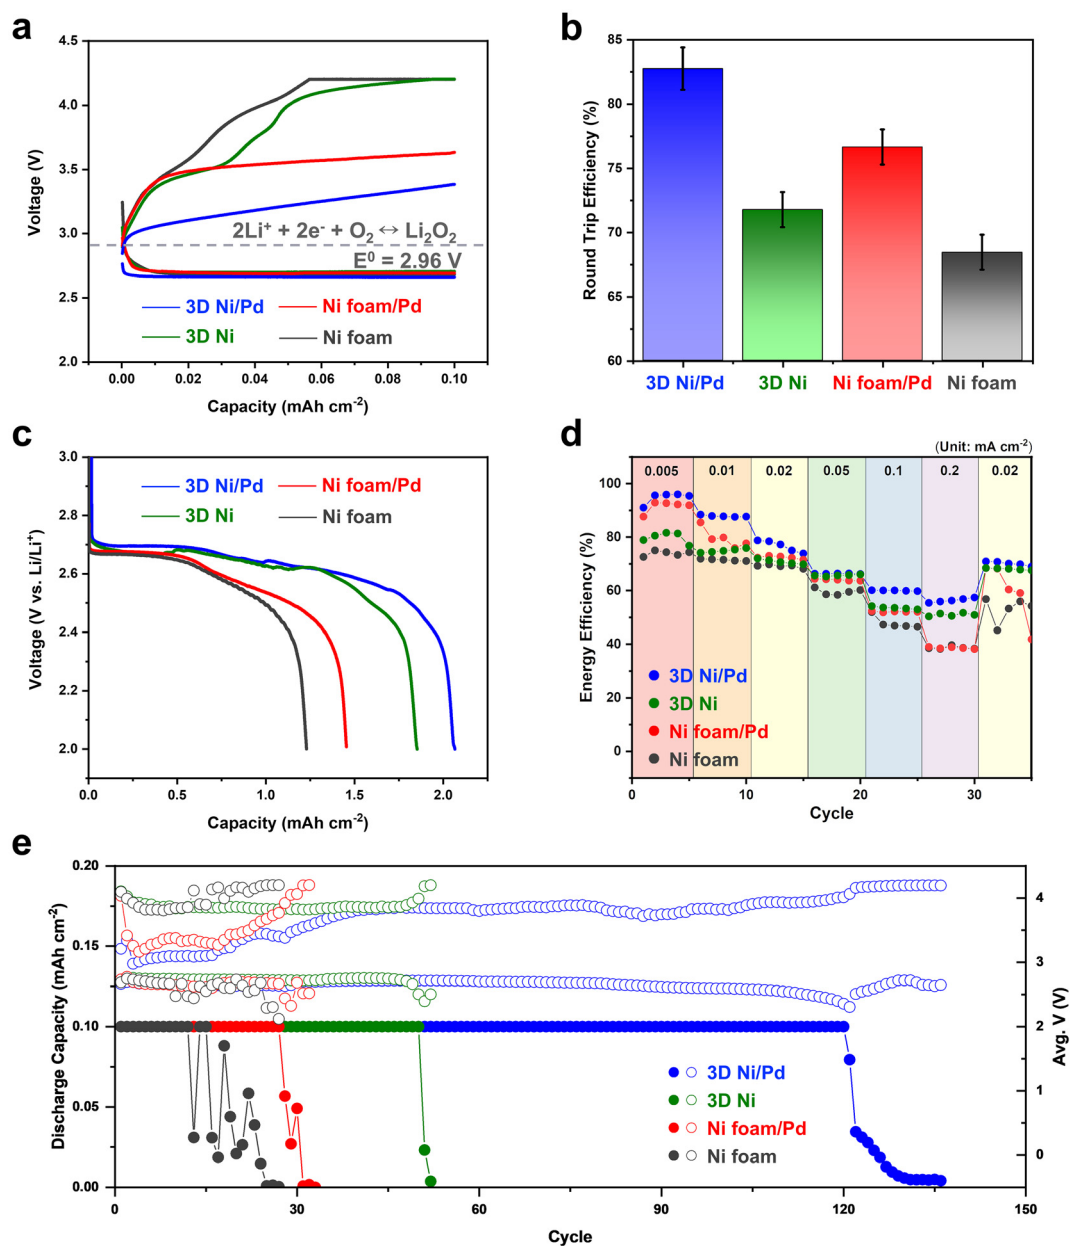 a
4.5
4.0
3.5
3.0
2.5
2.0
Voltage (V)
2Li⁺ + 2e⁻ + O₂ ↔ Li₂O₂
E⁰ = 2.96 V
3D Ni/Pd
Ni foam/Pd
3D Ni
Ni foam
0.00 0.02 0.04 0.06 0.08 0.10
Capacity (mAh cm⁻²)
b
85
80
75
70
65
60
Round Trip Efficiency (%)
3D Ni/Pd 3D Ni Ni foam/Pd Ni foam
c
3.0
2.8
2.6
2.4
2.2
2.0
Voltage (V vs. Li/Li⁺)
3D Ni/Pd
Ni foam/Pd
3D Ni
Ni foam
0.0 0.5 1.0 1.5 2.0
Capacity (mAh cm⁻²)
d
(Unit: mA cm⁻²)
0.005 0.01 0.02 0.05 0.1 0.2 0.02
100
80
60
40
20
0
Energy Efficiency (%)
3D Ni/Pd
3D Ni
Ni foam/Pd
Ni foam
0 10 20 30
Cycle
e
0.20
0.15
0.10
0.05
0.00
Discharge Capacity (mAh cm⁻²)
4
3
2
1
0
Avg. V (V)
3D Ni/Pd
3D Ni
Ni foam/Pd
Ni foam
0 30 60 90 120 150
Cycle